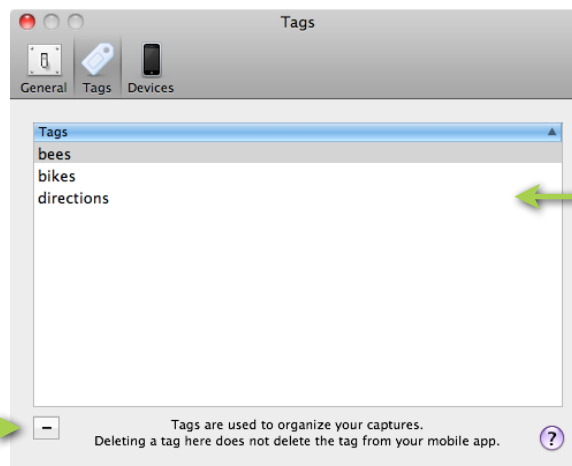 Tags
General Tags Devices
Tags
bees
bikes
directions
Tags are used to organize your captures.
Deleting a tag here does not delete the tag from your mobile app.
?